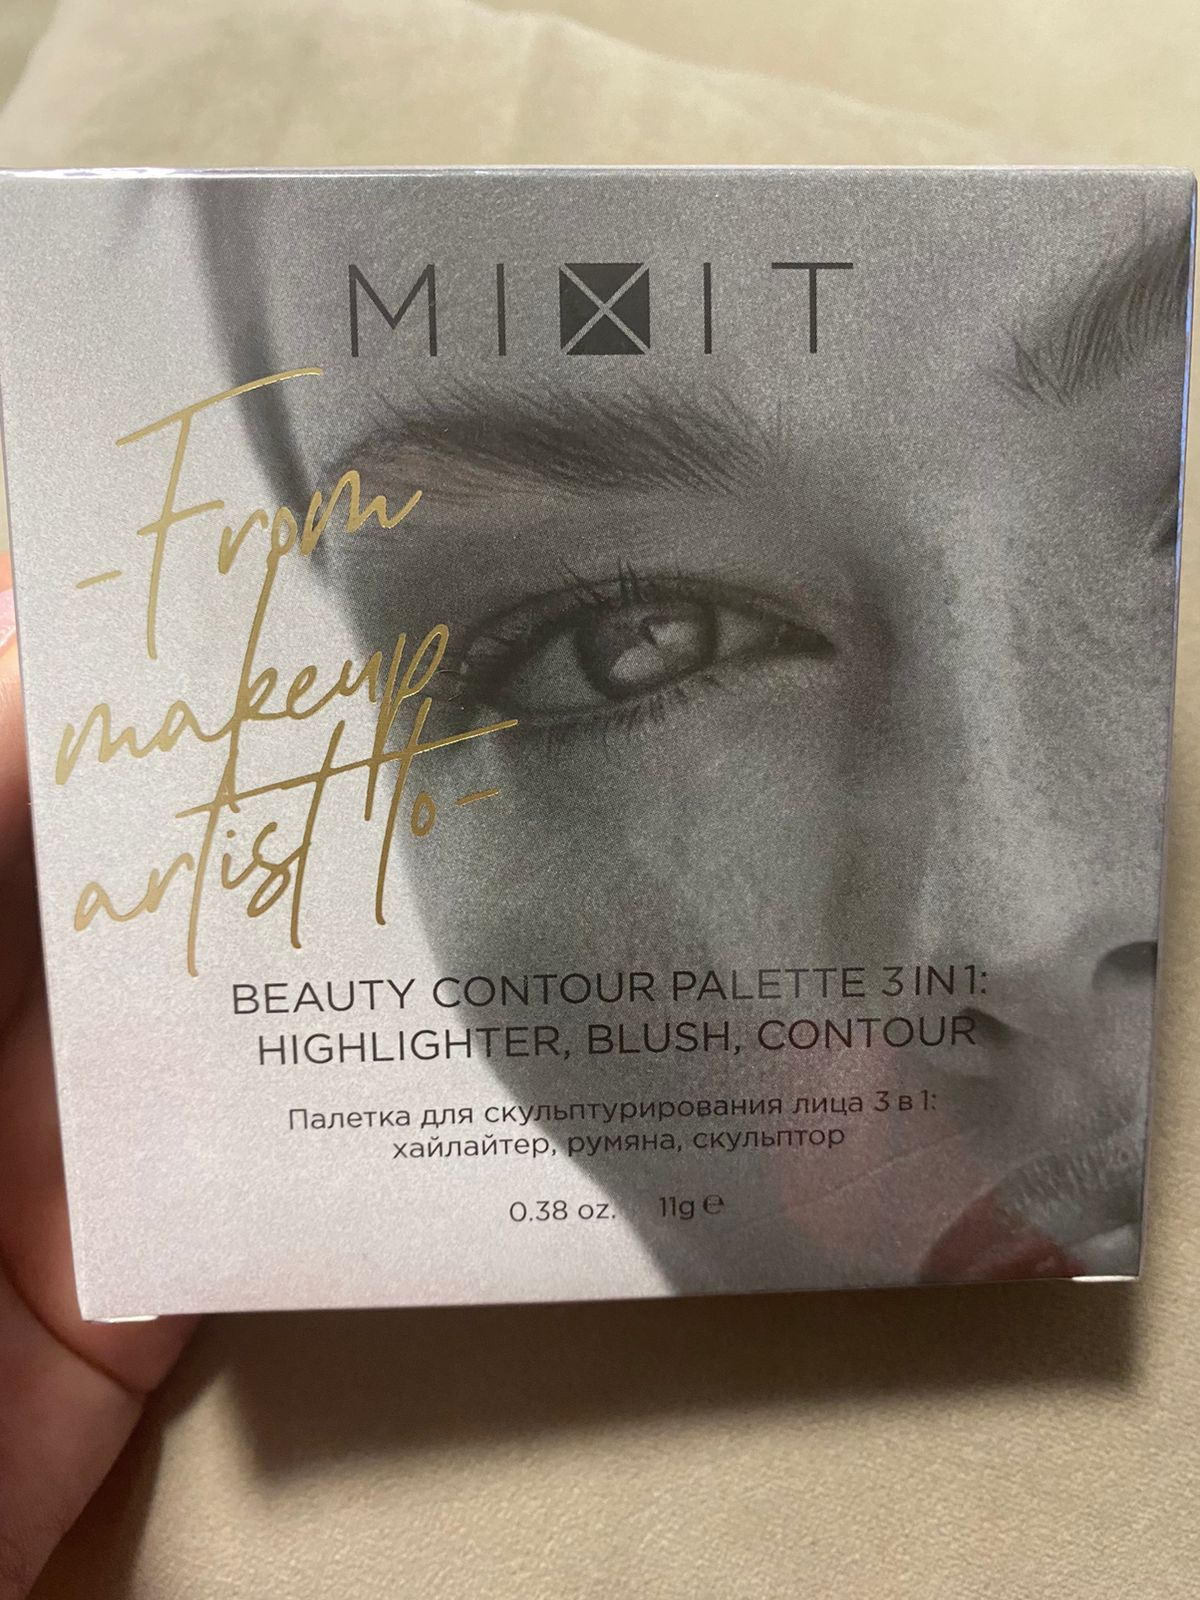 MIXIT
-From
makeup
artist to-
BEAUTY CONTOUR PALETTE 3 IN 1:
HIGHLIGHTER, BLUSH, CONTOUR
Палетка для скульптурирования лица 3 в 1:
хайлайтер, румяна, скульптор
0.38 oz. 11g ℮